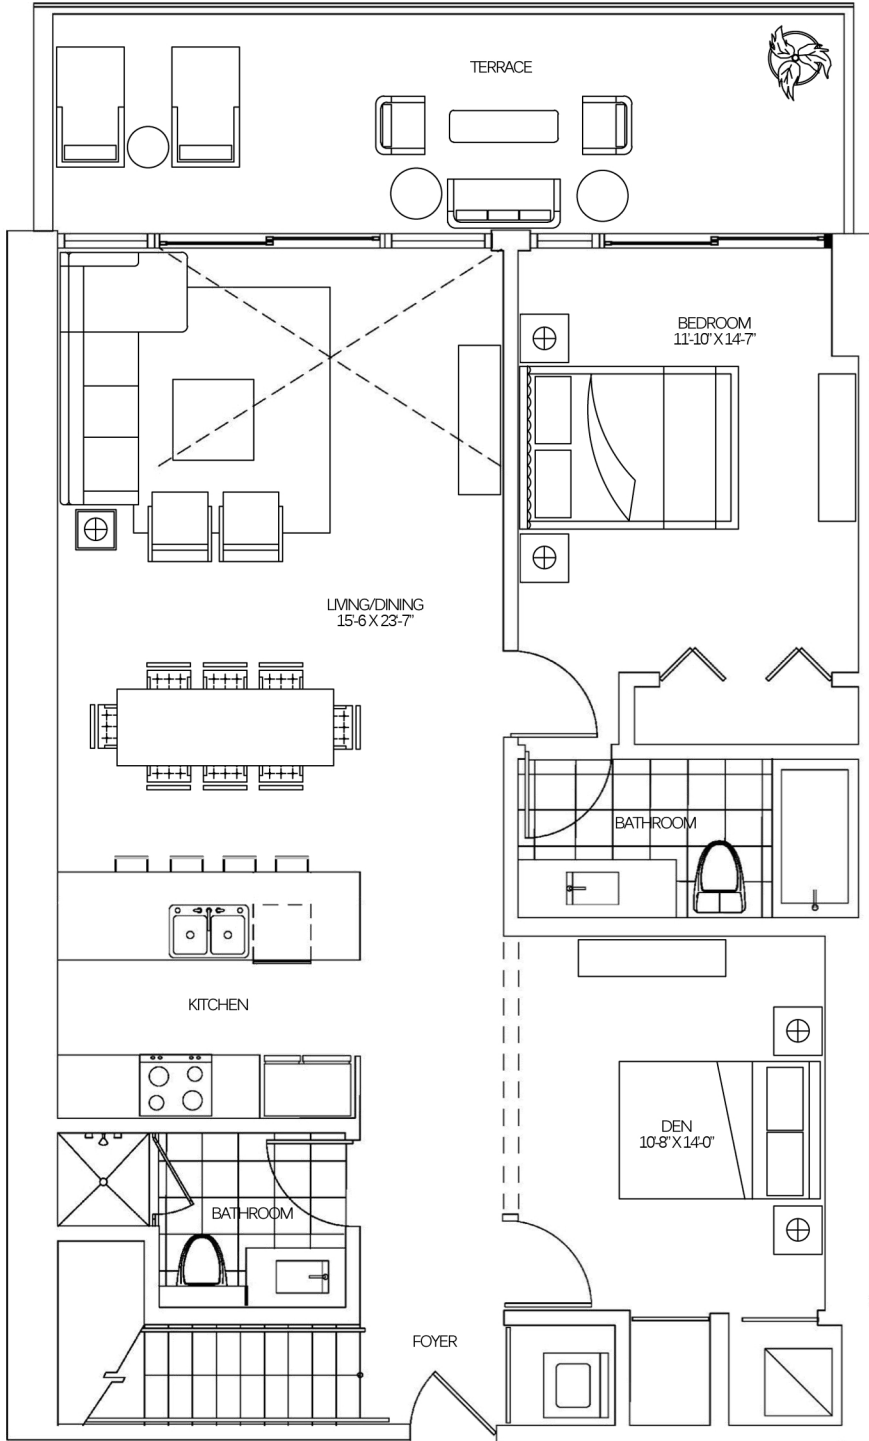 TERRACE
BEDROOM
11'-10" X 14'-7"
LIVING/DINING
15'-6 X 23'-7"
BATHROOM
KITCHEN
DEN
10'-8" X 14'-0"
BATHROOM
FOYER